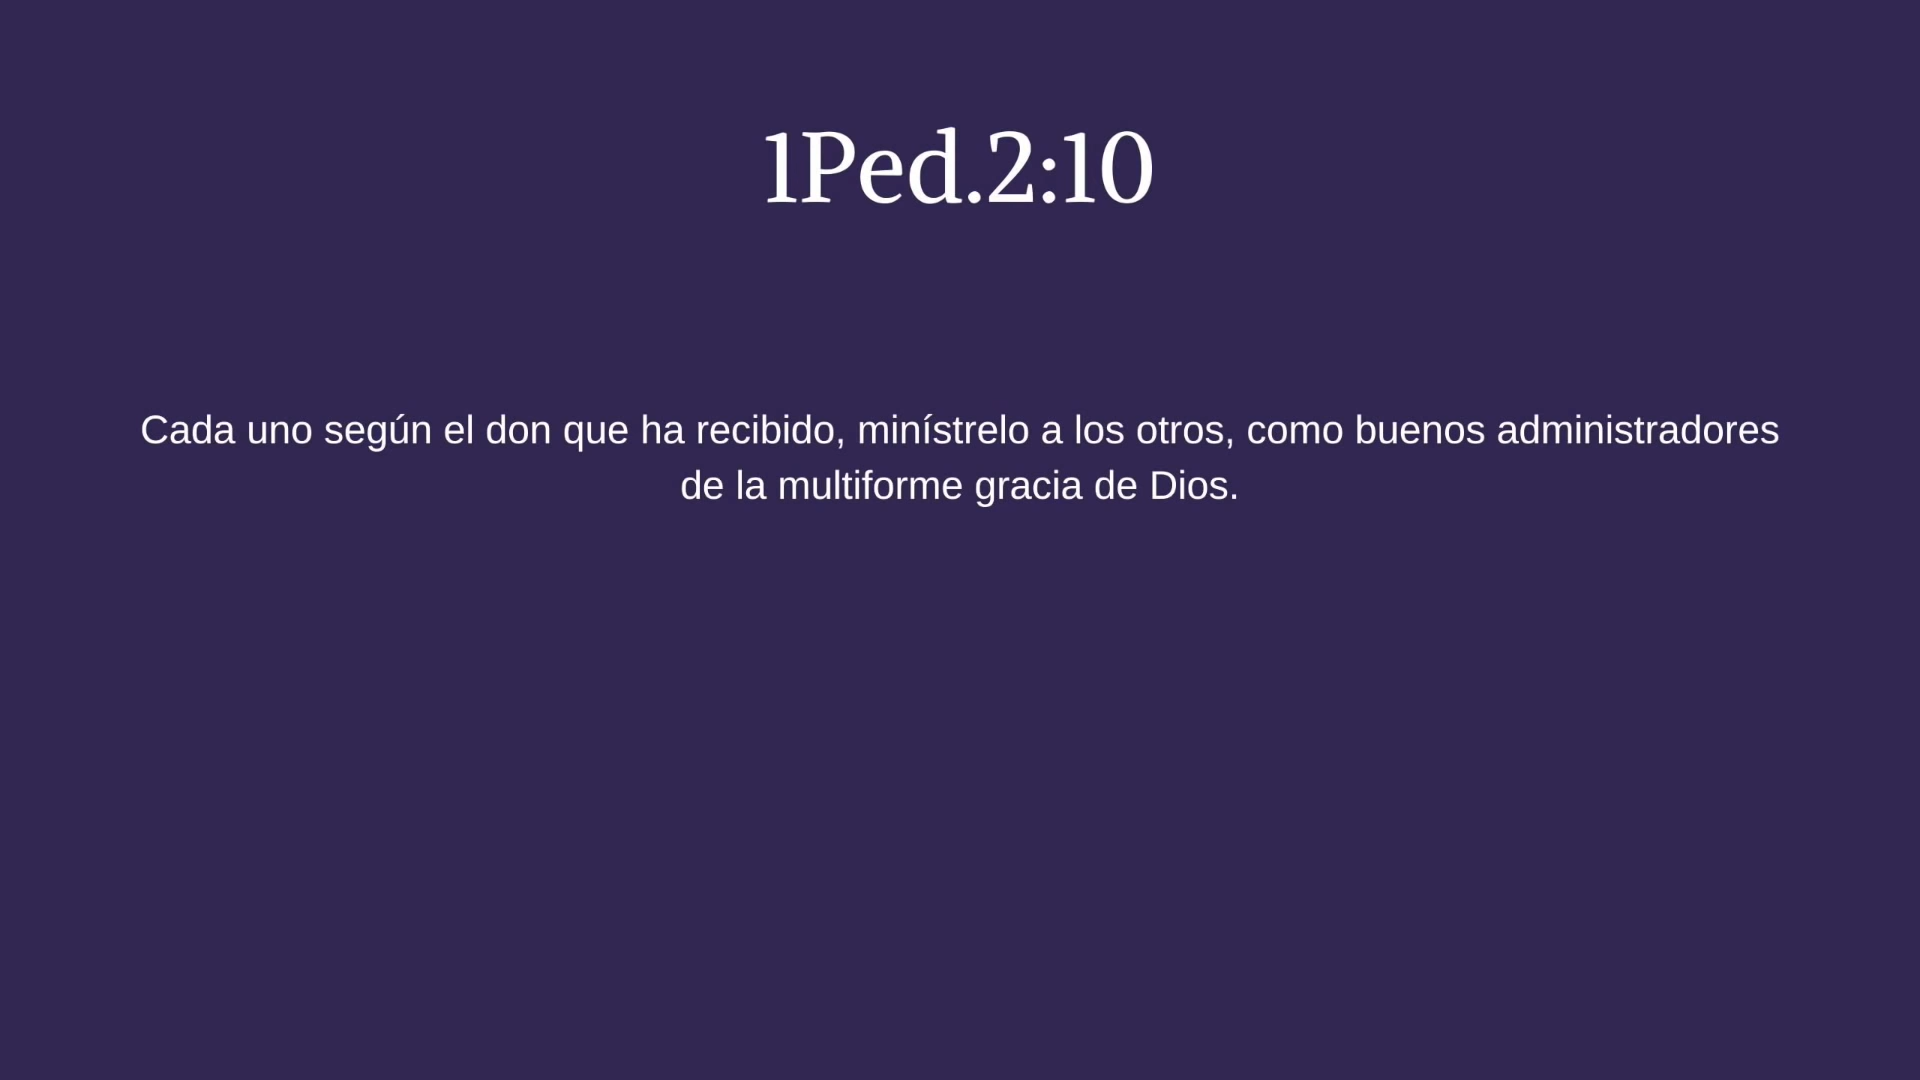 1Ped.2:10
Cada uno según el don que ha recibido, minístrelo a los otros, como buenos administradores
de la multiforme gracia de Dios.